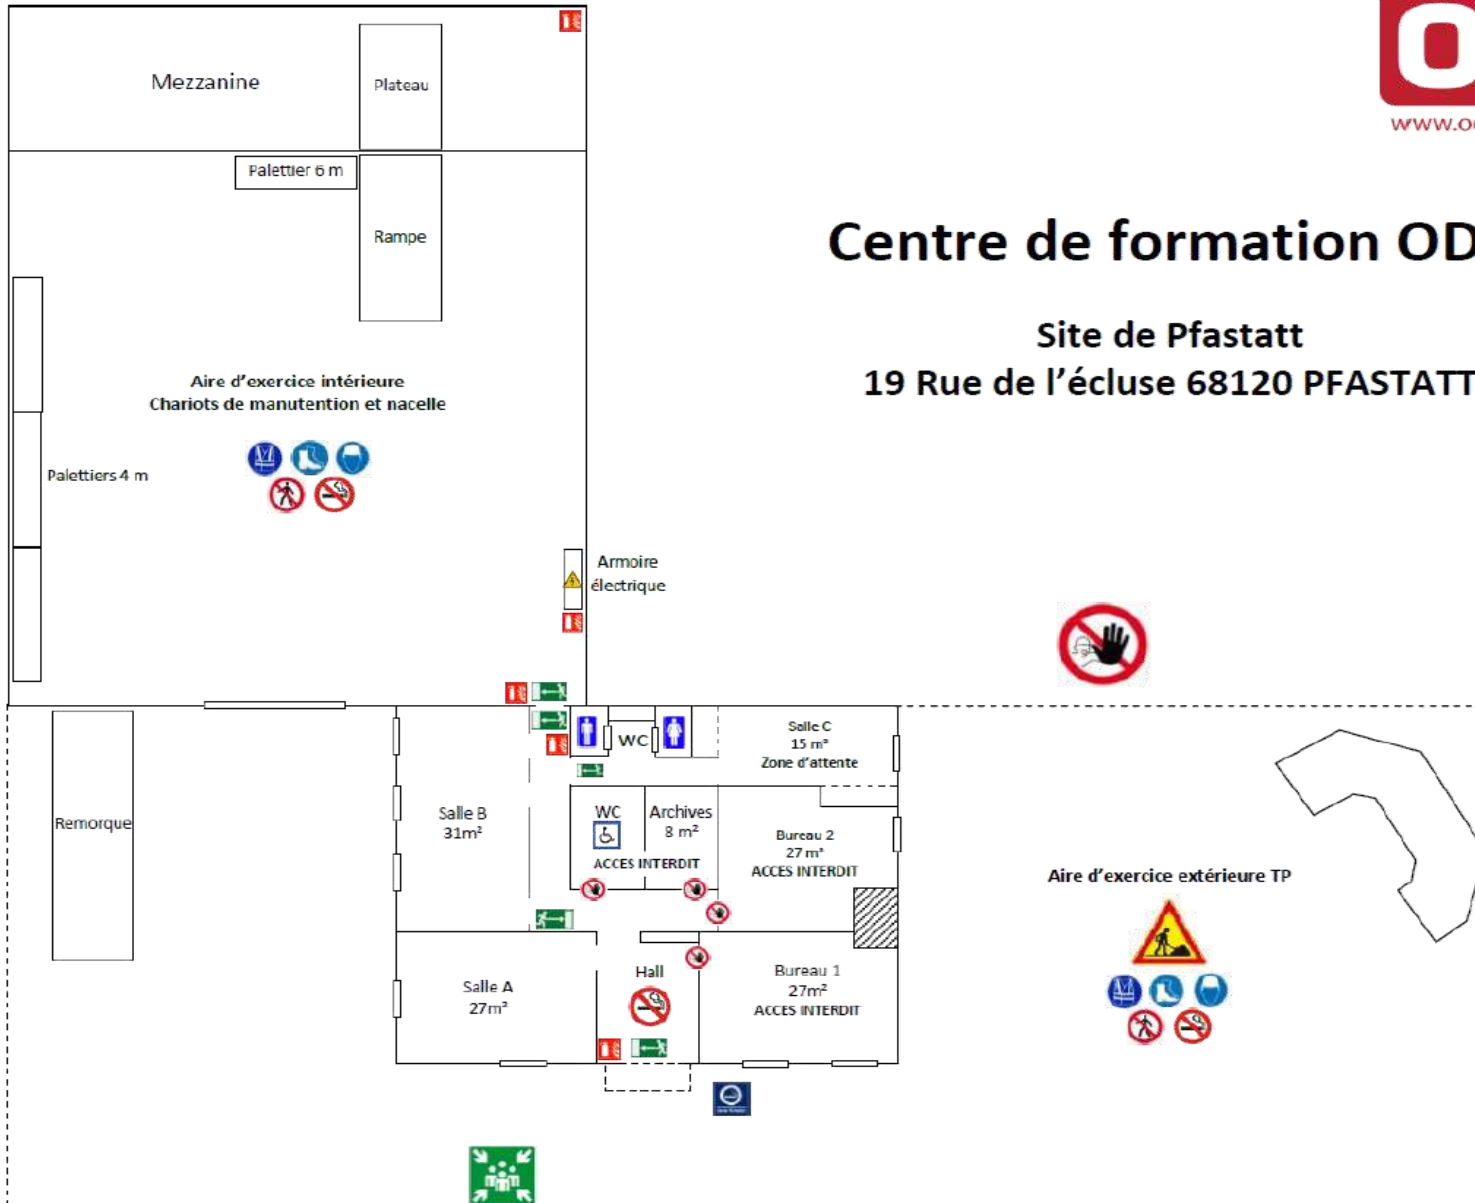 O
www.o
Mezzanine
Plateau
Palettier 6 m
Rampe
Centre de formation OD
Site de Pfastatt
19 Rue de l'écluse 68120 PFASTATT
Aire d'exercice intérieure
Chariots de manutention et nacelle
Palettiers 4 m
Armoire
électrique
Remorque
Salle B
31m²
WC
Salle C
15 m²
Zone d'attente
WC
Archives
8 m²
ACCES INTERDIT
Bureau 2
27 m²
ACCES INTERDIT
Salle A
27m²
Hall
Bureau 1
27m²
ACCES INTERDIT
Aire d'exercice extérieure TP